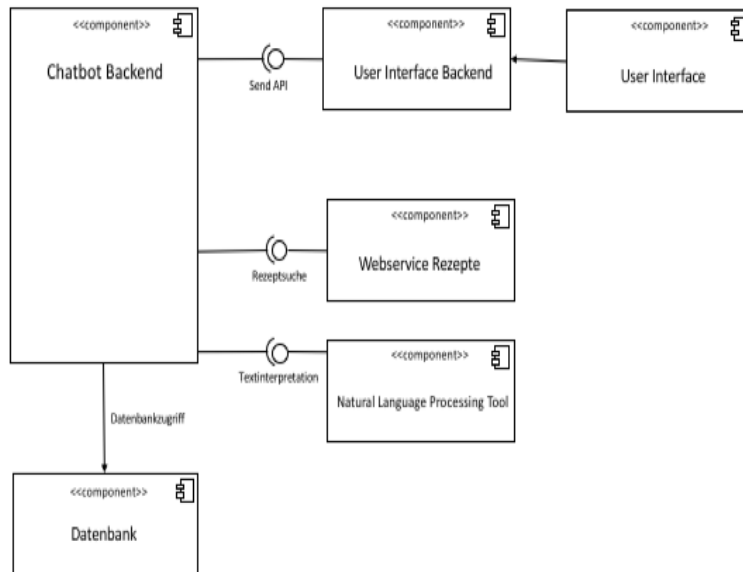 <<component>>
Chatbot Backend
Send API
<<component>>
User Interface Backend
<<component>>
User Interface
Rezeptsuche
<<component>>
Webservice Rezepte
Textinterpretation
<<component>>
Natural Language Processing Tool
Datenbankzugriff
<<component>>
Datenbank